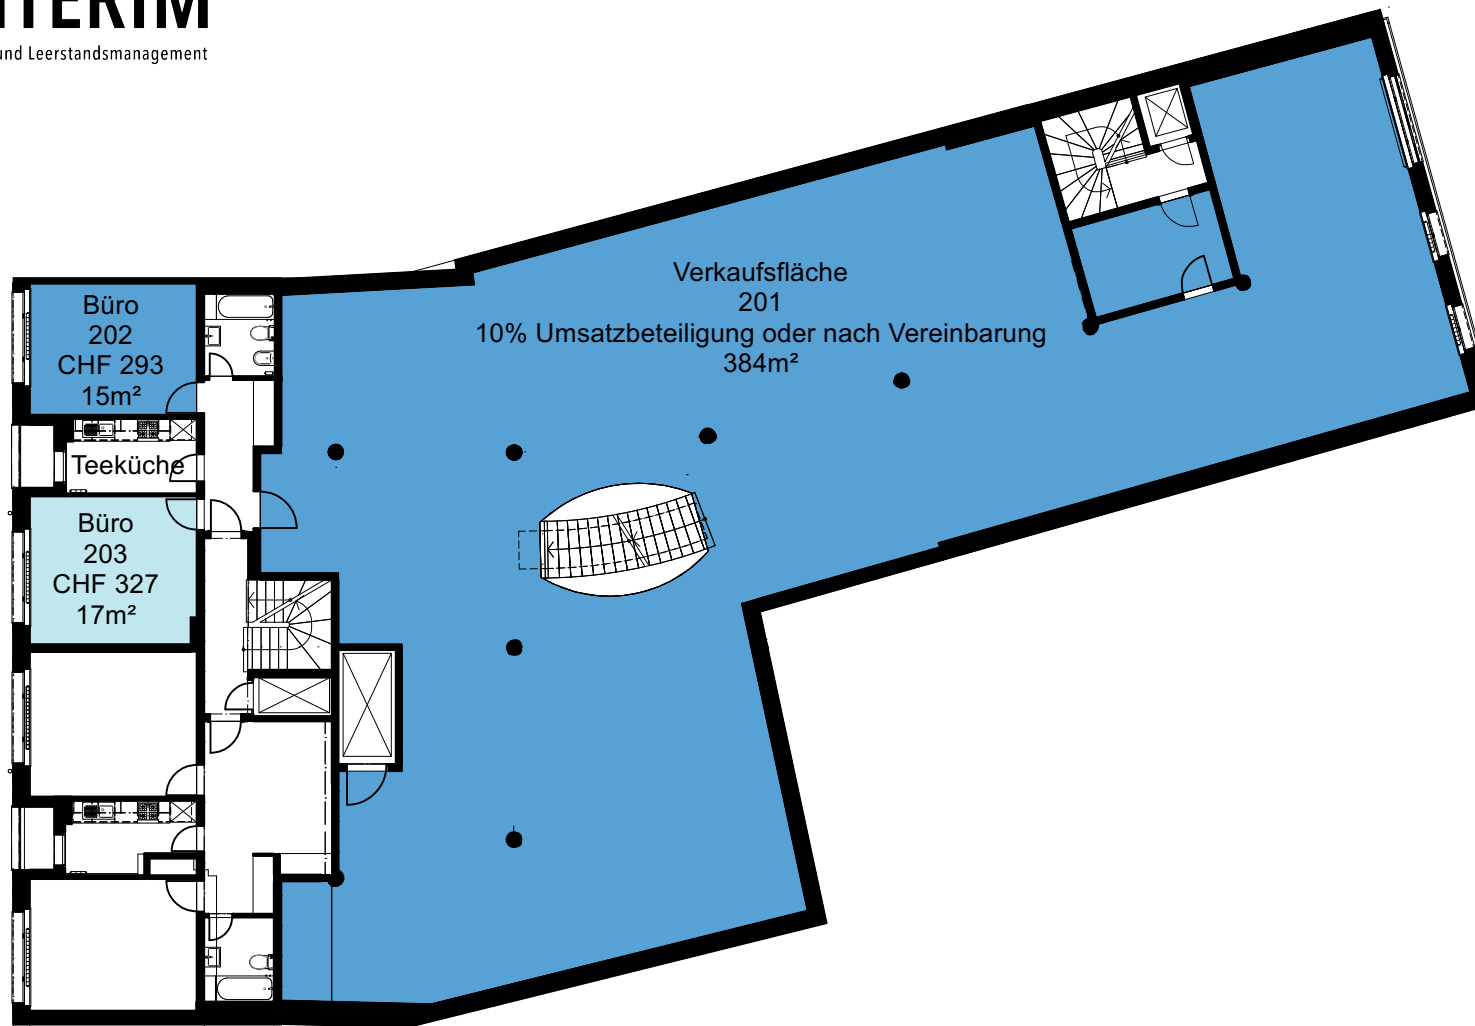 und Leerstandsmanagement
Verkaufsfläche
201
10% Umsatzbeteiligung oder nach Vereinbarung
384m²
Büro
202
CHF 293
15m²
Teeküche
Büro
203
CHF 327
17m²